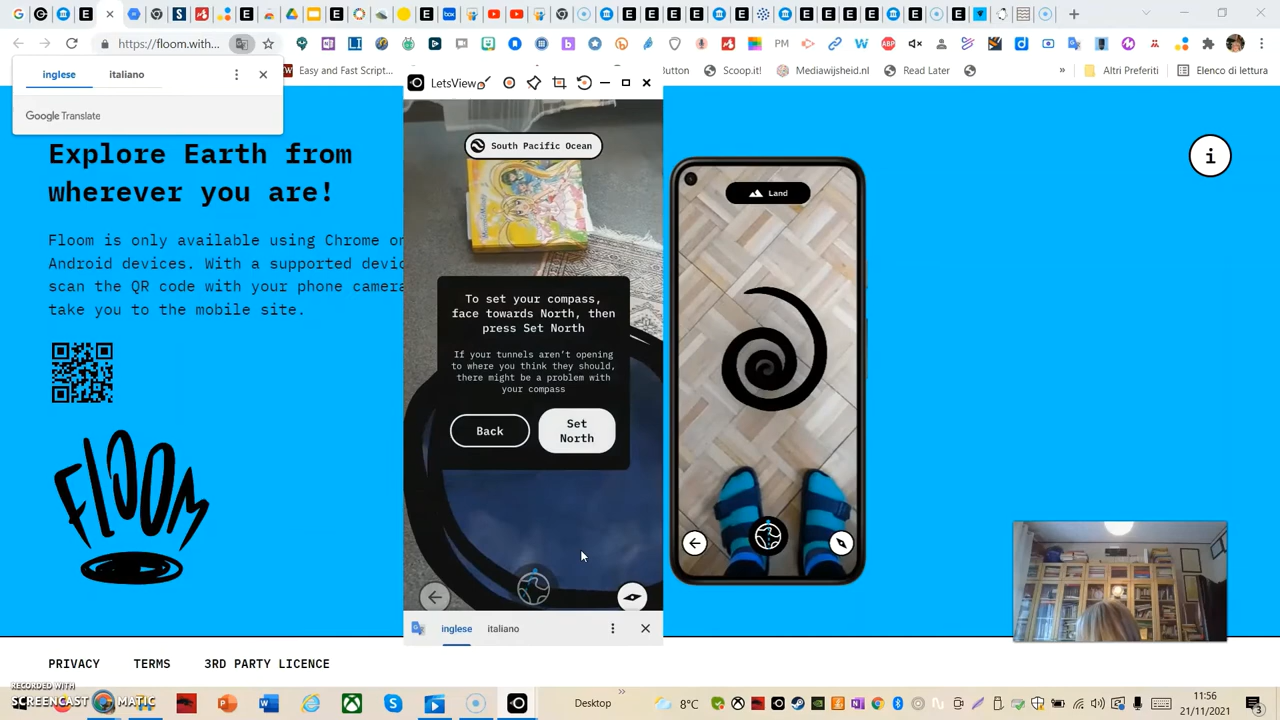 https://floom.with...
PM
ABP
Easy and Fast Script...
Button
Scoop.it!
Mediawijsheid.nl
Read Later
»
Altri Preferiti
Elenco di lettura
inglese
italiano
Google Translate
LetsView
South Pacific Ocean
Land
i
Explore Earth from
wherever you are!
Floom is only available using Chrome on
Android devices. With a supported devic
scan the QR code with your phone camera
take you to the mobile site.
To set your compass,
face towards North, then
press Set North
If your tunnels aren't opening
to where you think they should,
there might be a problem with
your compass
Back
Set
North
FLOOM
inglese
italiano
PRIVACY
TERMS
3RD PARTY LICENCE
RECORDED WITH
SCREENCAST MATIC
Desktop
»
8°C
11:56
21/11/2021
3